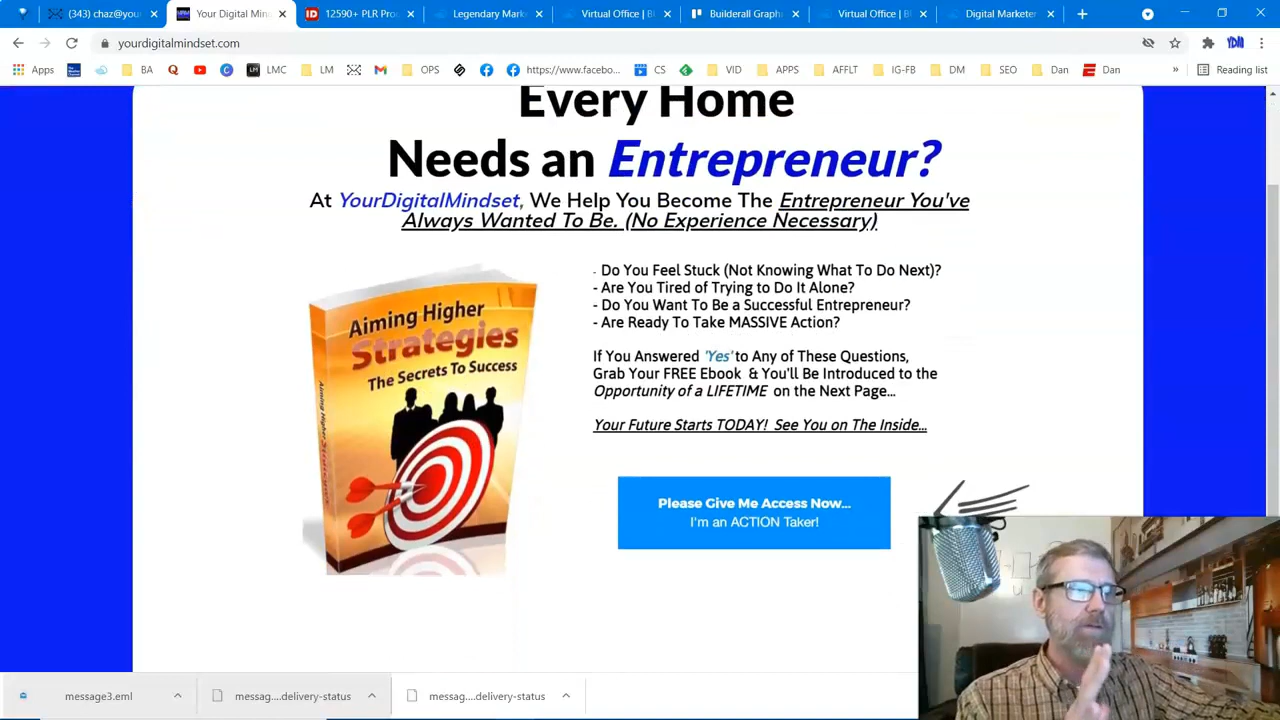 (343) chaz@you
Your Digital Min
12590+ PLR Pro
Legendary Mark
Virtual Office | B
Builderall Graph
Virtual Office | B
Digital Marketer
yourdigitalmindset.com
Apps
BA
LMC
LM
OPS
https://www.facebo...
CS
VID
APPS
AFFLT
IG-FB
DM
SEO
Dan
Dan
»
Reading list
Every Home
Needs an Entrepreneur?
At YourDigitalMindset, We Help You Become The Entrepreneur You've
Always Wanted To Be. (No Experience Necessary)
Aiming Higher
Strategies
The Secrets To Success
Aiming Higher Strategies
- Do You Feel Stuck (Not Knowing What To Do Next)?
- Are You Tired of Trying to Do It Alone?
- Do You Want To Be a Successful Entrepreneur?
- Are Ready To Take MASSIVE Action?
If You Answered 'Yes' to Any of These Questions,
Grab Your FREE Ebook & You'll Be Introduced to the
Opportunity of a LIFETIME on the Next Page...
Your Future Starts TODAY! See You on The Inside...
Please Give Me Access Now...
I'm an ACTION Taker!
message3.eml
messag....delivery-status
messag....delivery-status